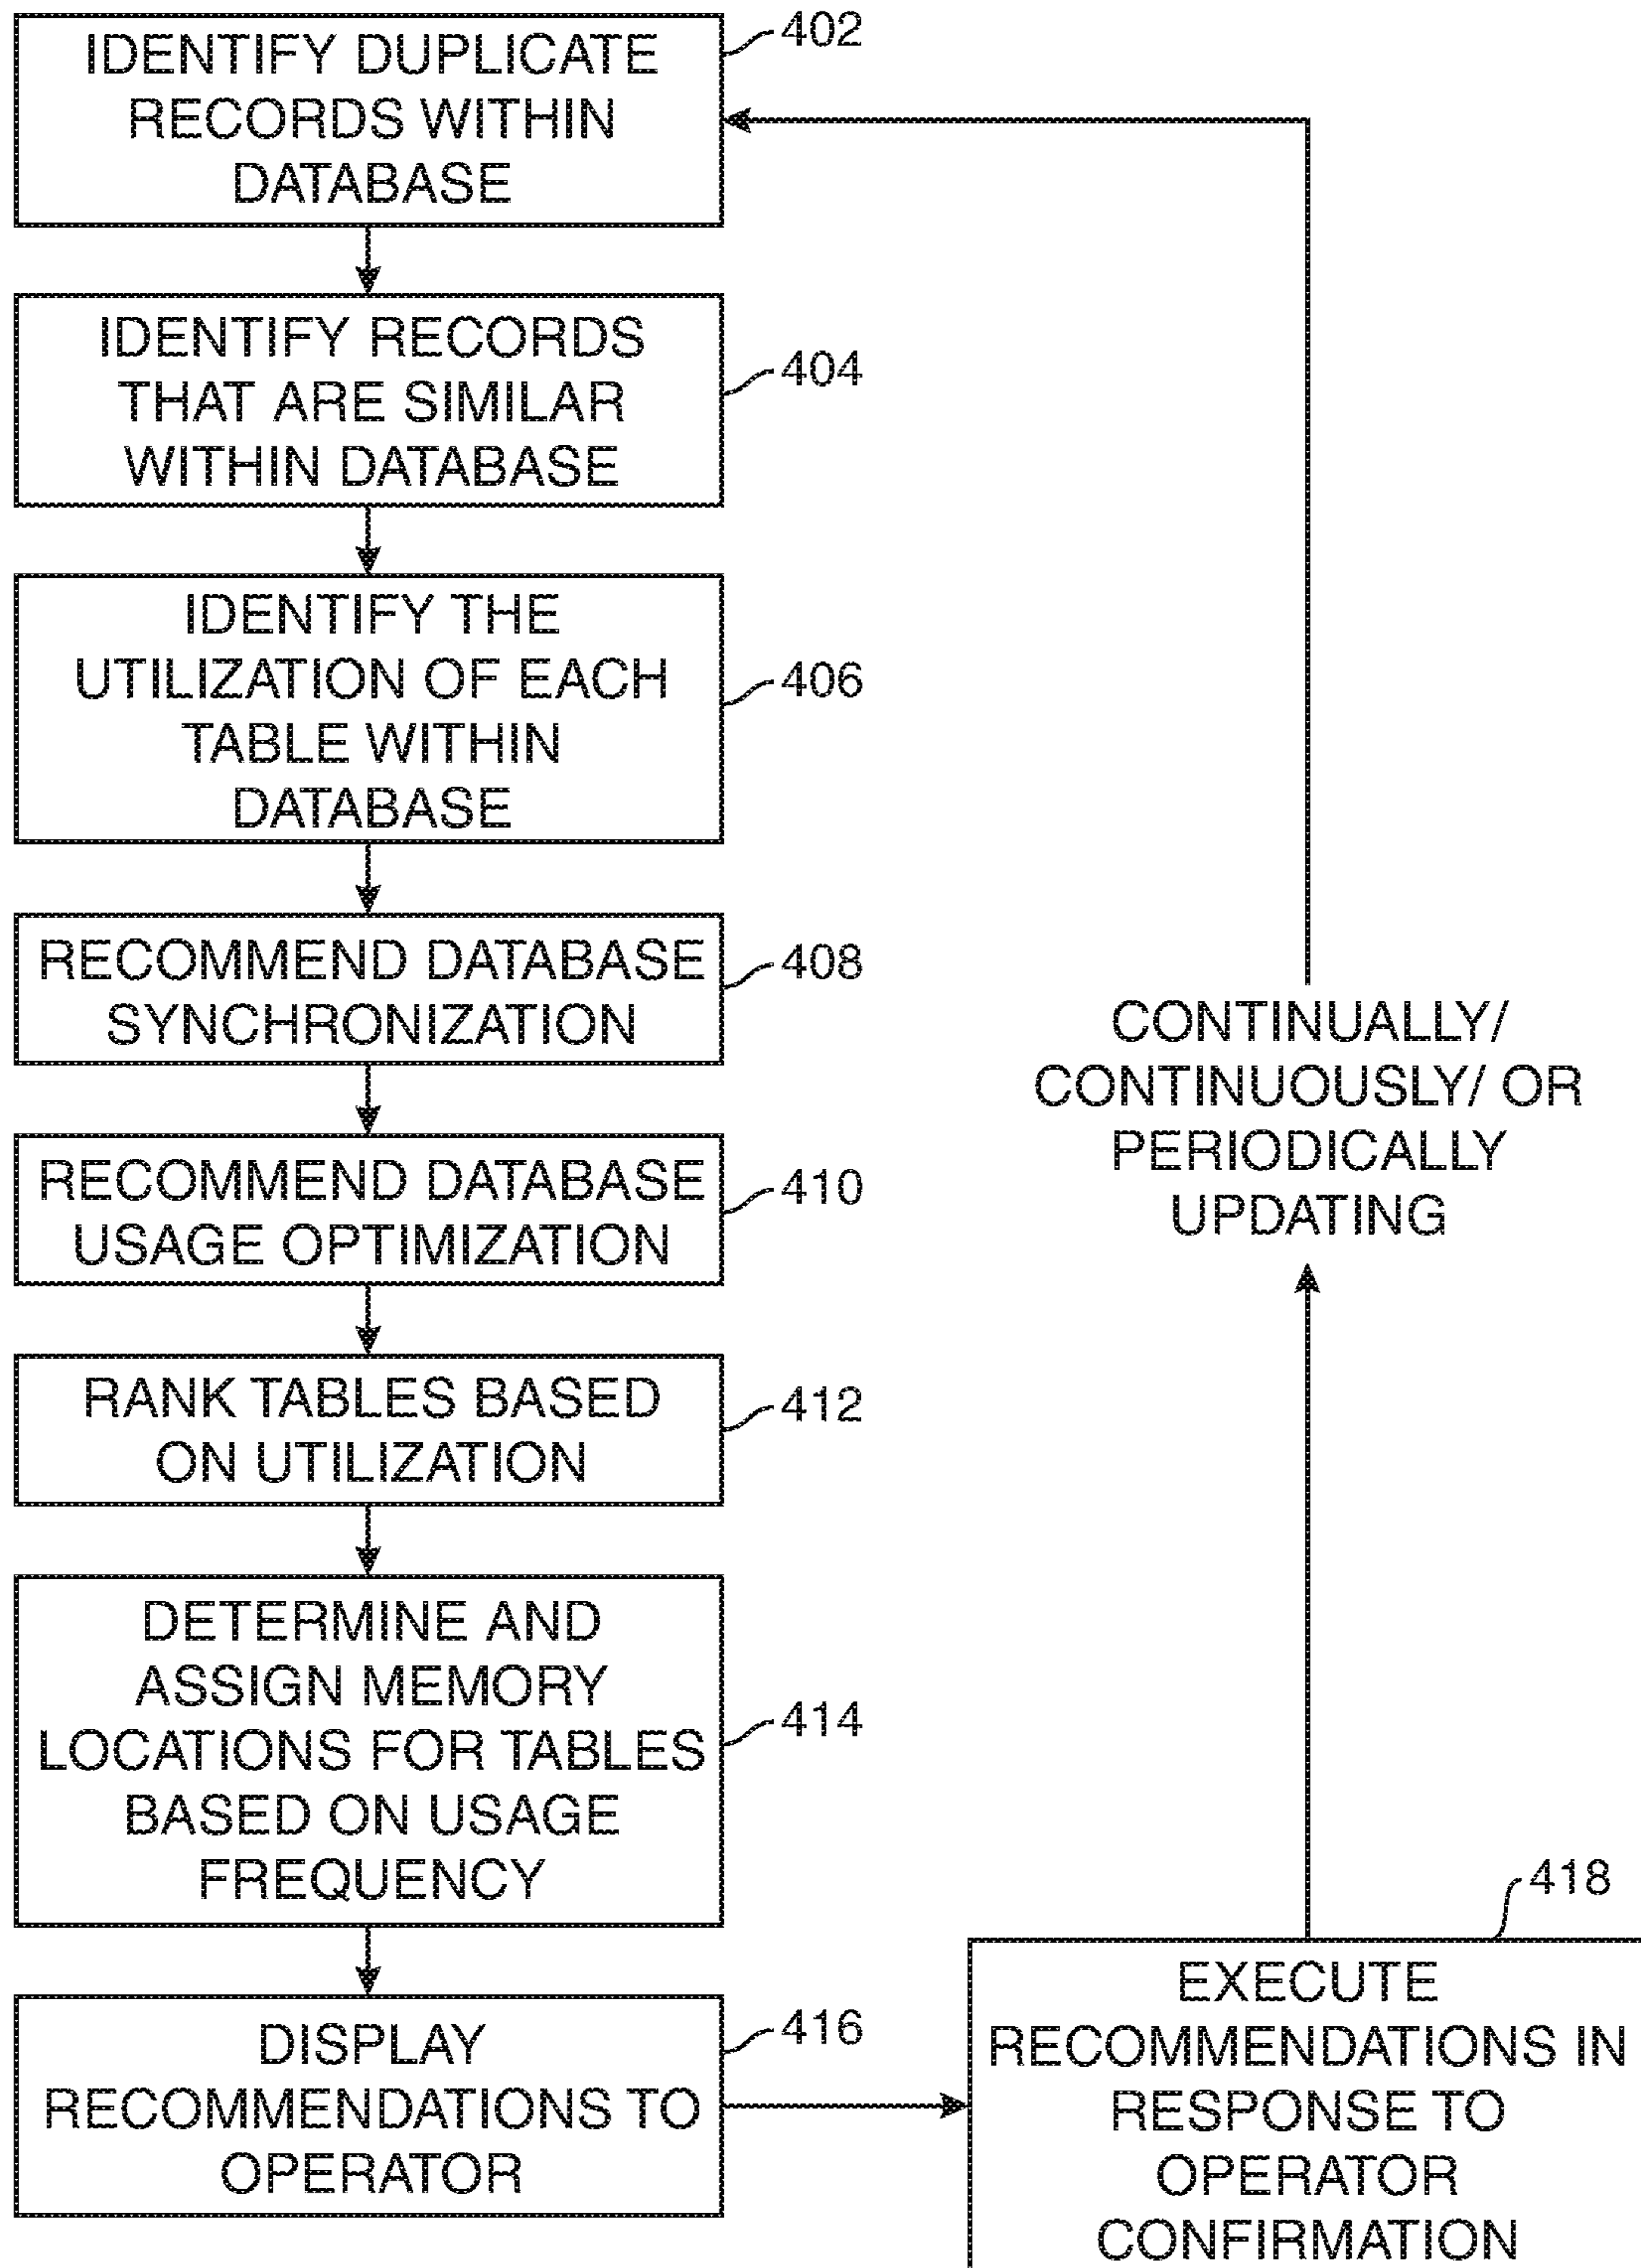 IDENTIFY DUPLICATE
RECORDS WITHIN
DATABASE
402
IDENTIFY RECORDS
THAT ARE SIMILAR
WITHIN DATABASE
404
IDENTIFY THE
UTILIZATION OF EACH
TABLE WITHIN
DATABASE
406
RECOMMEND DATABASE
SYNCHRONIZATION
408
RECOMMEND DATABASE
USAGE OPTIMIZATION
410
RANK TABLES BASED
ON UTILIZATION
412
DETERMINE AND
ASSIGN MEMORY
LOCATIONS FOR TABLES
BASED ON USAGE
FREQUENCY
414
DISPLAY
RECOMMENDATIONS TO
OPERATOR
416
EXECUTE
RECOMMENDATIONS IN
RESPONSE TO
OPERATOR
CONFIRMATION
418
CONTINUALLY/
CONTINUOUSLY/ OR
PERIODICALLY
UPDATING